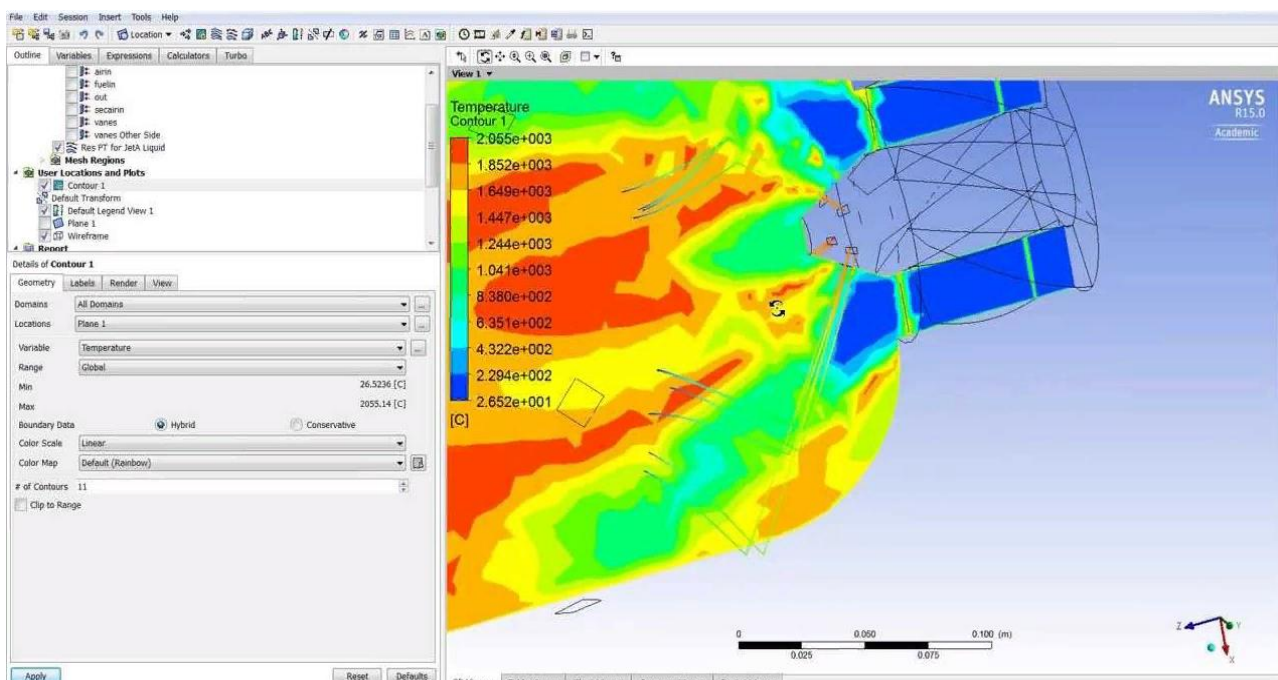 File Edit Session Insert Tools Help
Location
Outline Variables Expressions Calculators Turbo
airin
fuelin
out
secairin
vanes
vanes Other Side
Res PT for JetA Liquid
Mesh Regions
User Locations and Plots
Contour 1
Default Transform
Default Legend View 1
Plane 1
Wireframe
Report
Details of Contour 1
Geometry Labels Render View
Domains All Domains ...
Locations Plane 1 ...
Variable Temperature ...
Range Global
Min 26.5236 [C]
Max 2055.14 [C]
Boundary Data Hybrid Conservative
Color Scale Linear
Color Map Default (Rainbow)
# of Contours 11
Clip to Range
Apply Reset Defaults
View 1
Temperature
Contour 1
2.055e+003
1.852e+003
1.649e+003
1.447e+003
1.244e+003
1.041e+003
8.380e+002
6.351e+002
4.322e+002
2.294e+002
2.652e+001
[C]
ANSYS
R15.0
Academic
0 0.050 0.100 (m)
0.025 0.075
Z Y
X